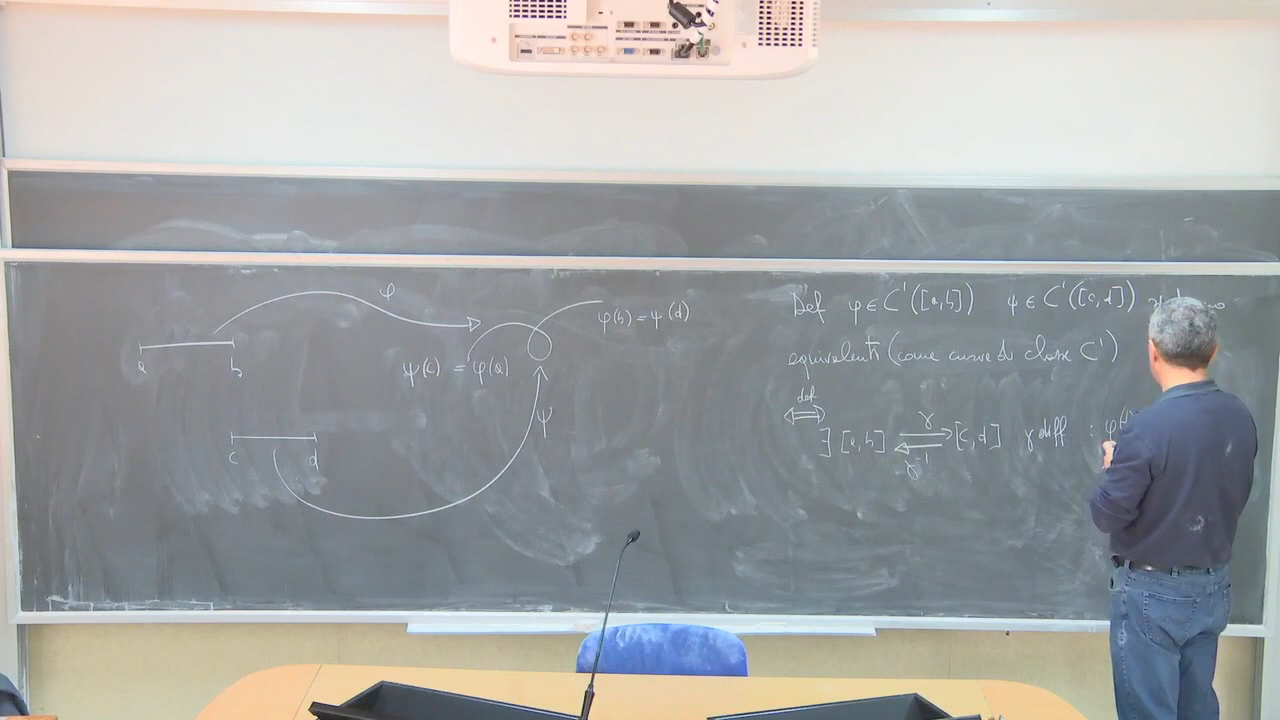 φ
a b
φ(b) = ψ(d)
ψ(c) = φ(a)
ψ
c d
Def φ ∈ C¹([a,b]) ψ ∈ C¹([c,d])
equivalenti (come curve di classe C¹)
def
⟺
∃ [a,b] ⇄ [c,d] γ diff : φ(
γ
γ⁻¹